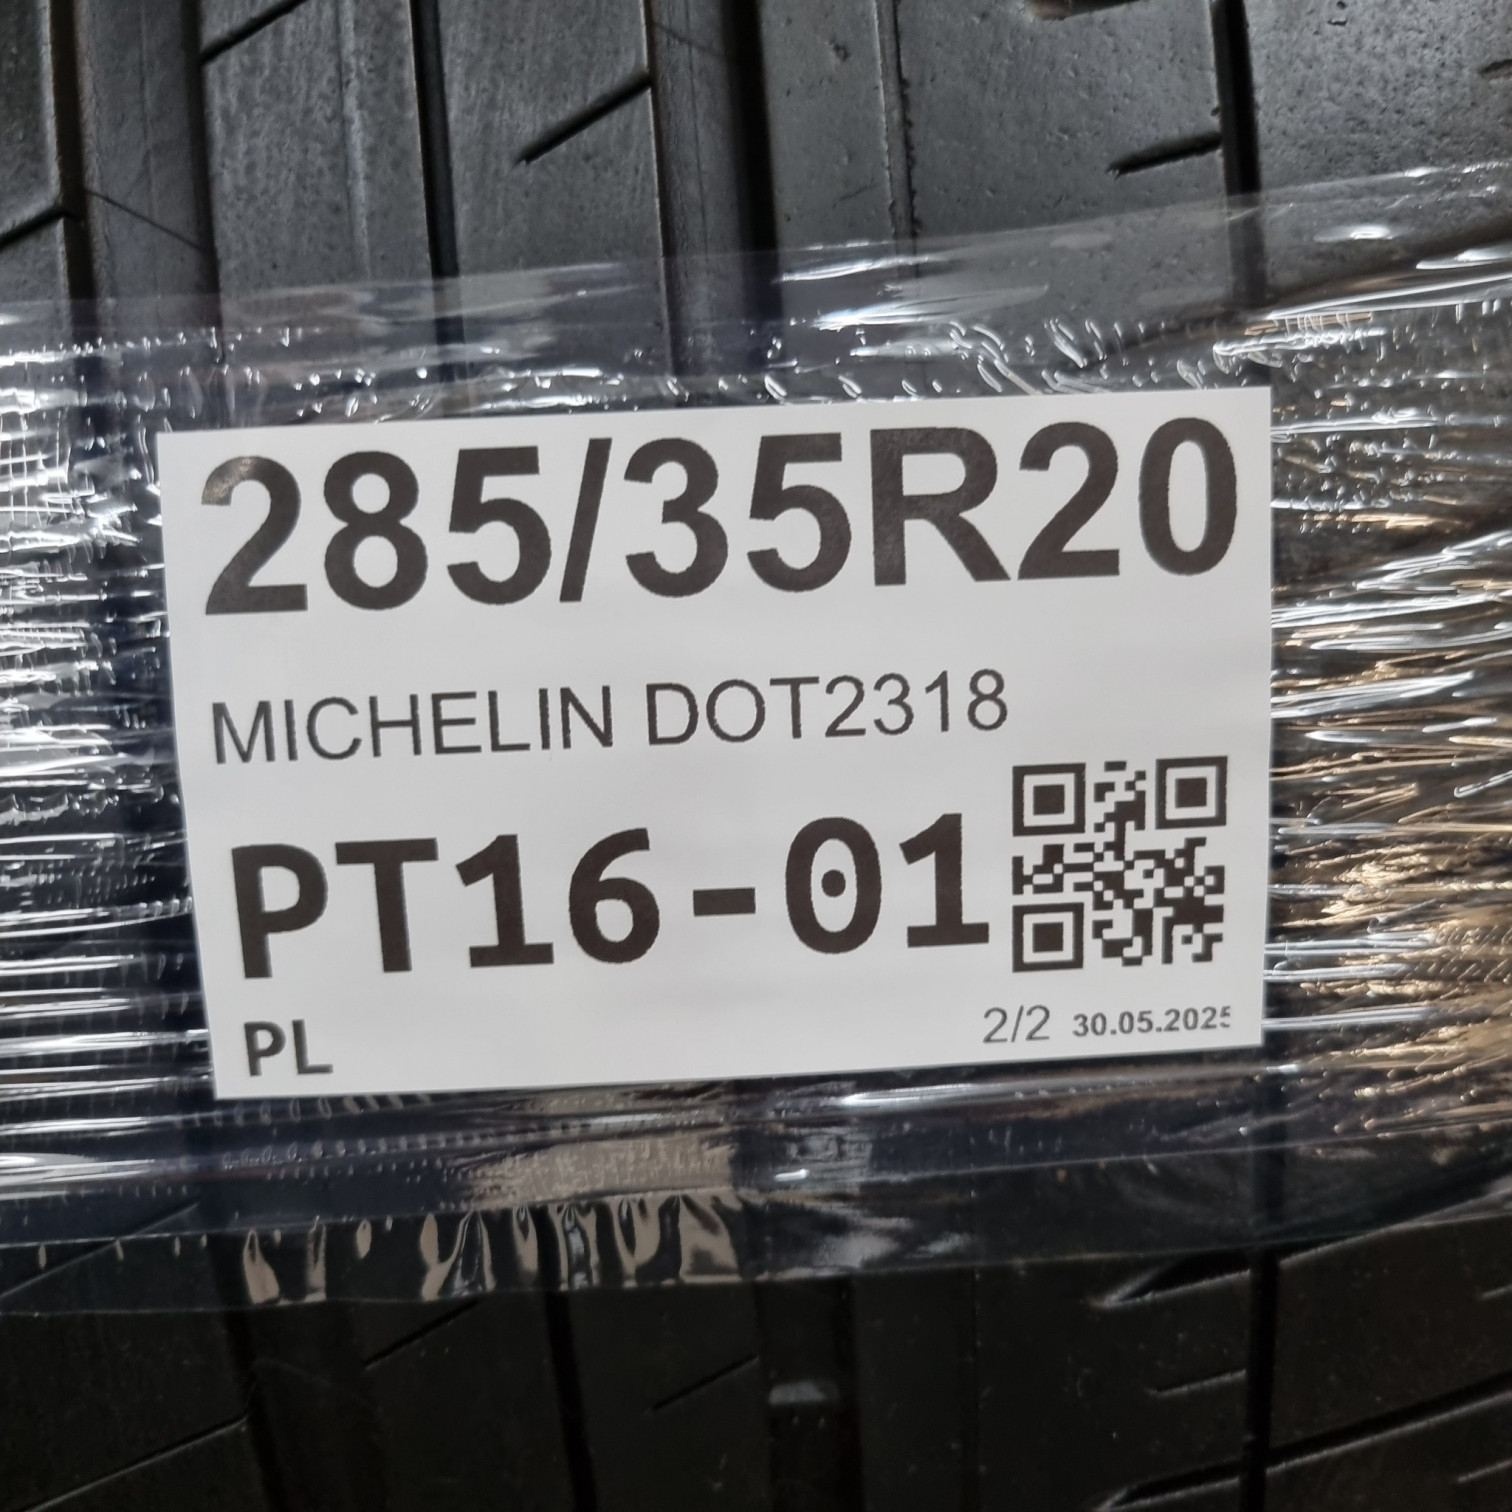 285/35R20
MICHELIN DOT2318
PT16-01
PL
2/2 30.05.2025